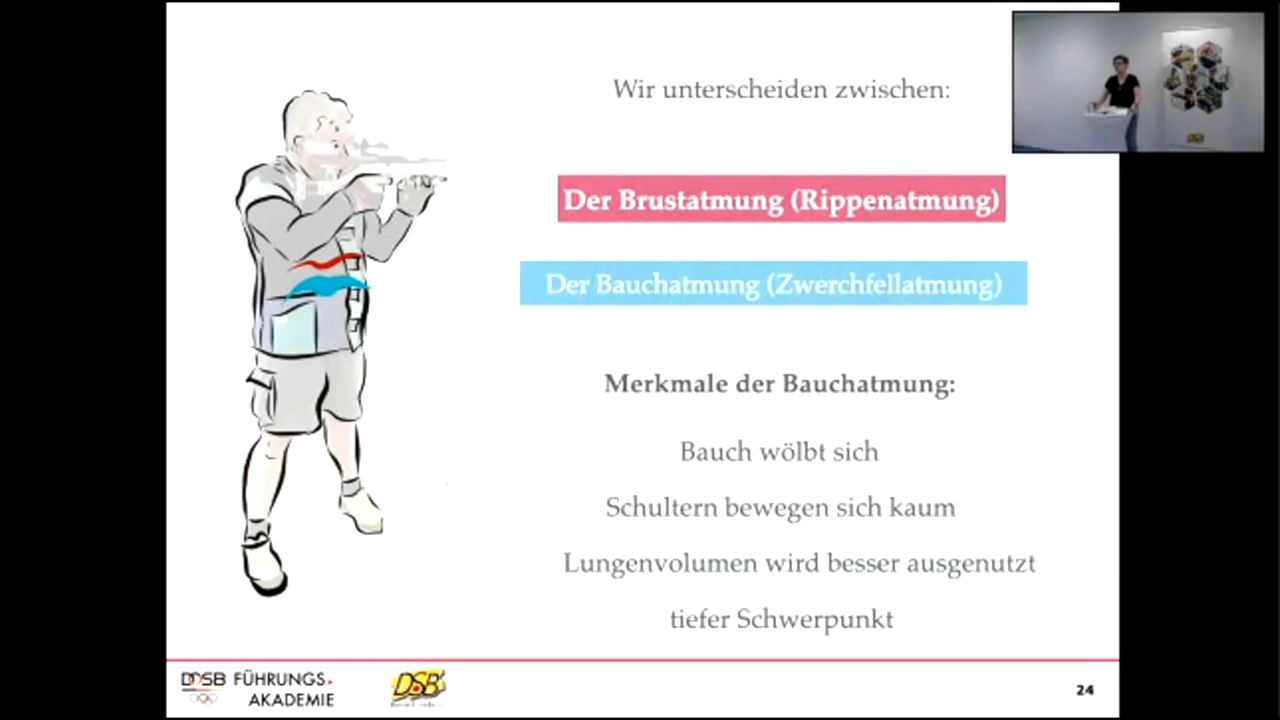 Wir unterscheiden zwischen:
Der Brustatmung (Rippenatmung)
Der Bauchatmung (Zwerchfellatmung)
Merkmale der Bauchatmung:
Bauch wölbt sich
Schultern bewegen sich kaum
Lungenvolumen wird besser ausgenutzt
tiefer Schwerpunkt
DOSB FÜHRUNGS-
AKADEMIE
DSB
24